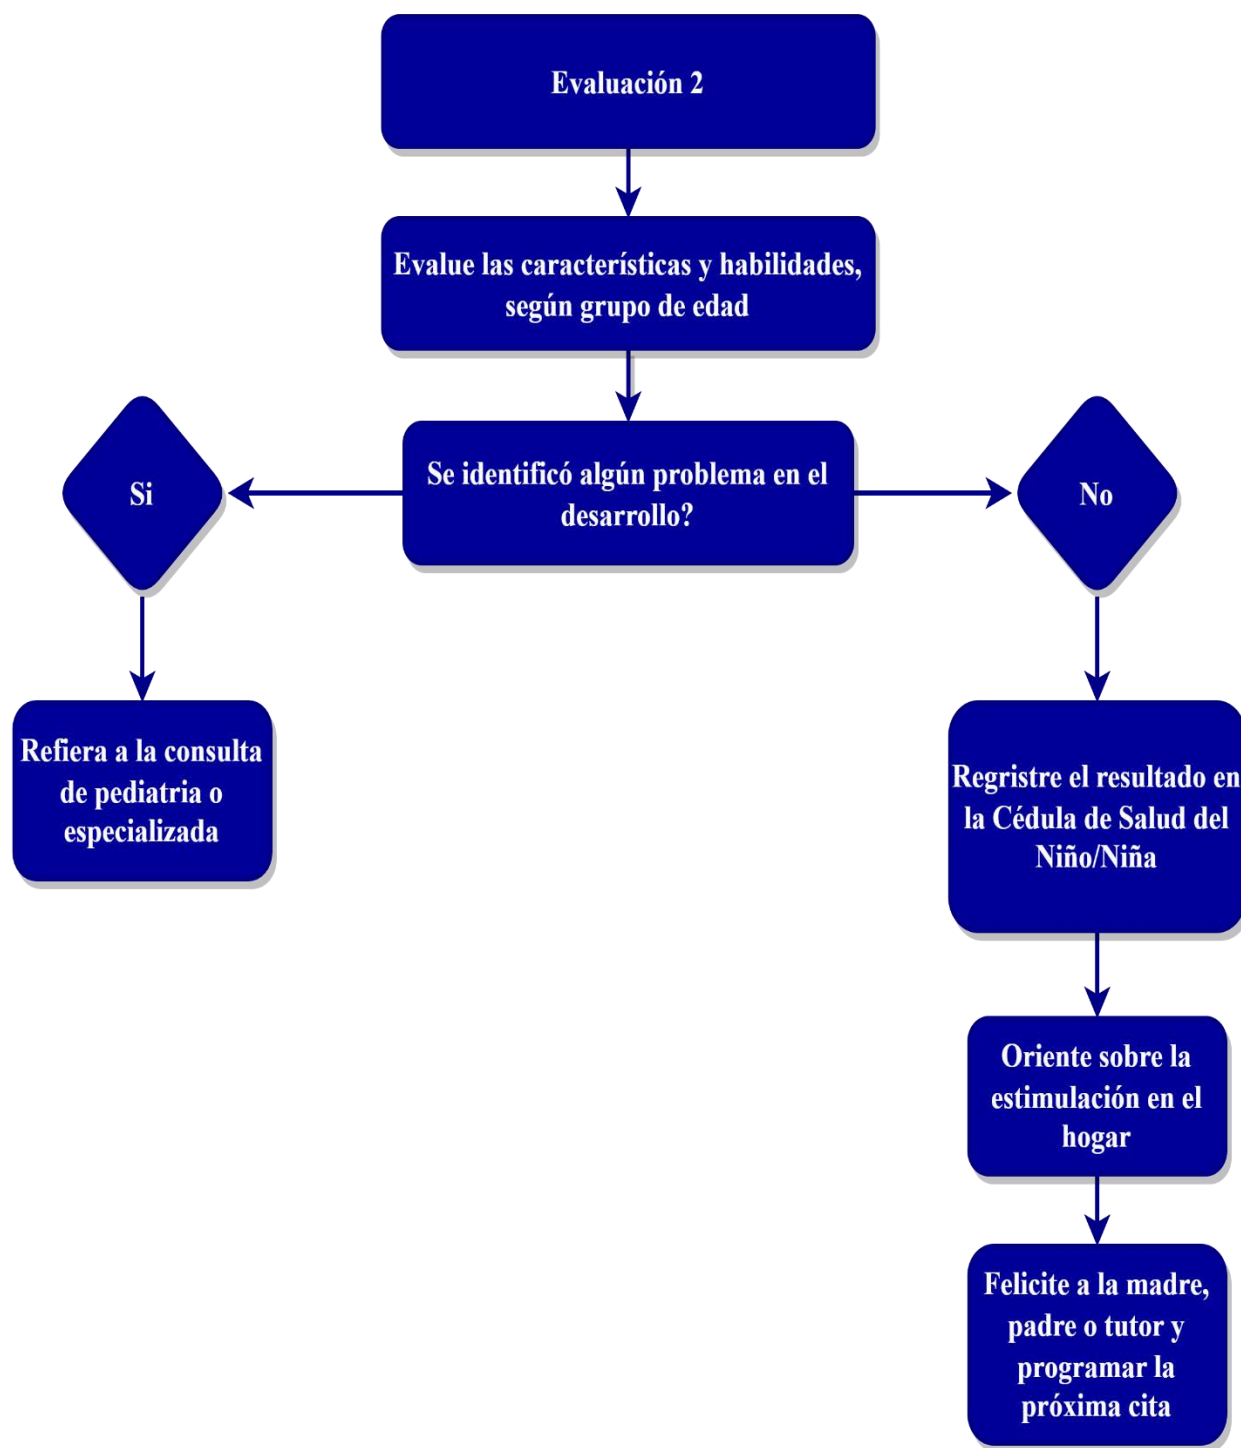 Evaluación 2
Evalue las características y habilidades,
según grupo de edad
Se identificó algún problema en el
desarrollo?
Si
No
Refiera a la consulta
de pediatria o
especializada
Regristre el resultado en
la Cédula de Salud del
Niño/Niña
Oriente sobre la
estimulación en el
hogar
Felicite a la madre,
padre o tutor y
programar la
próxima cita